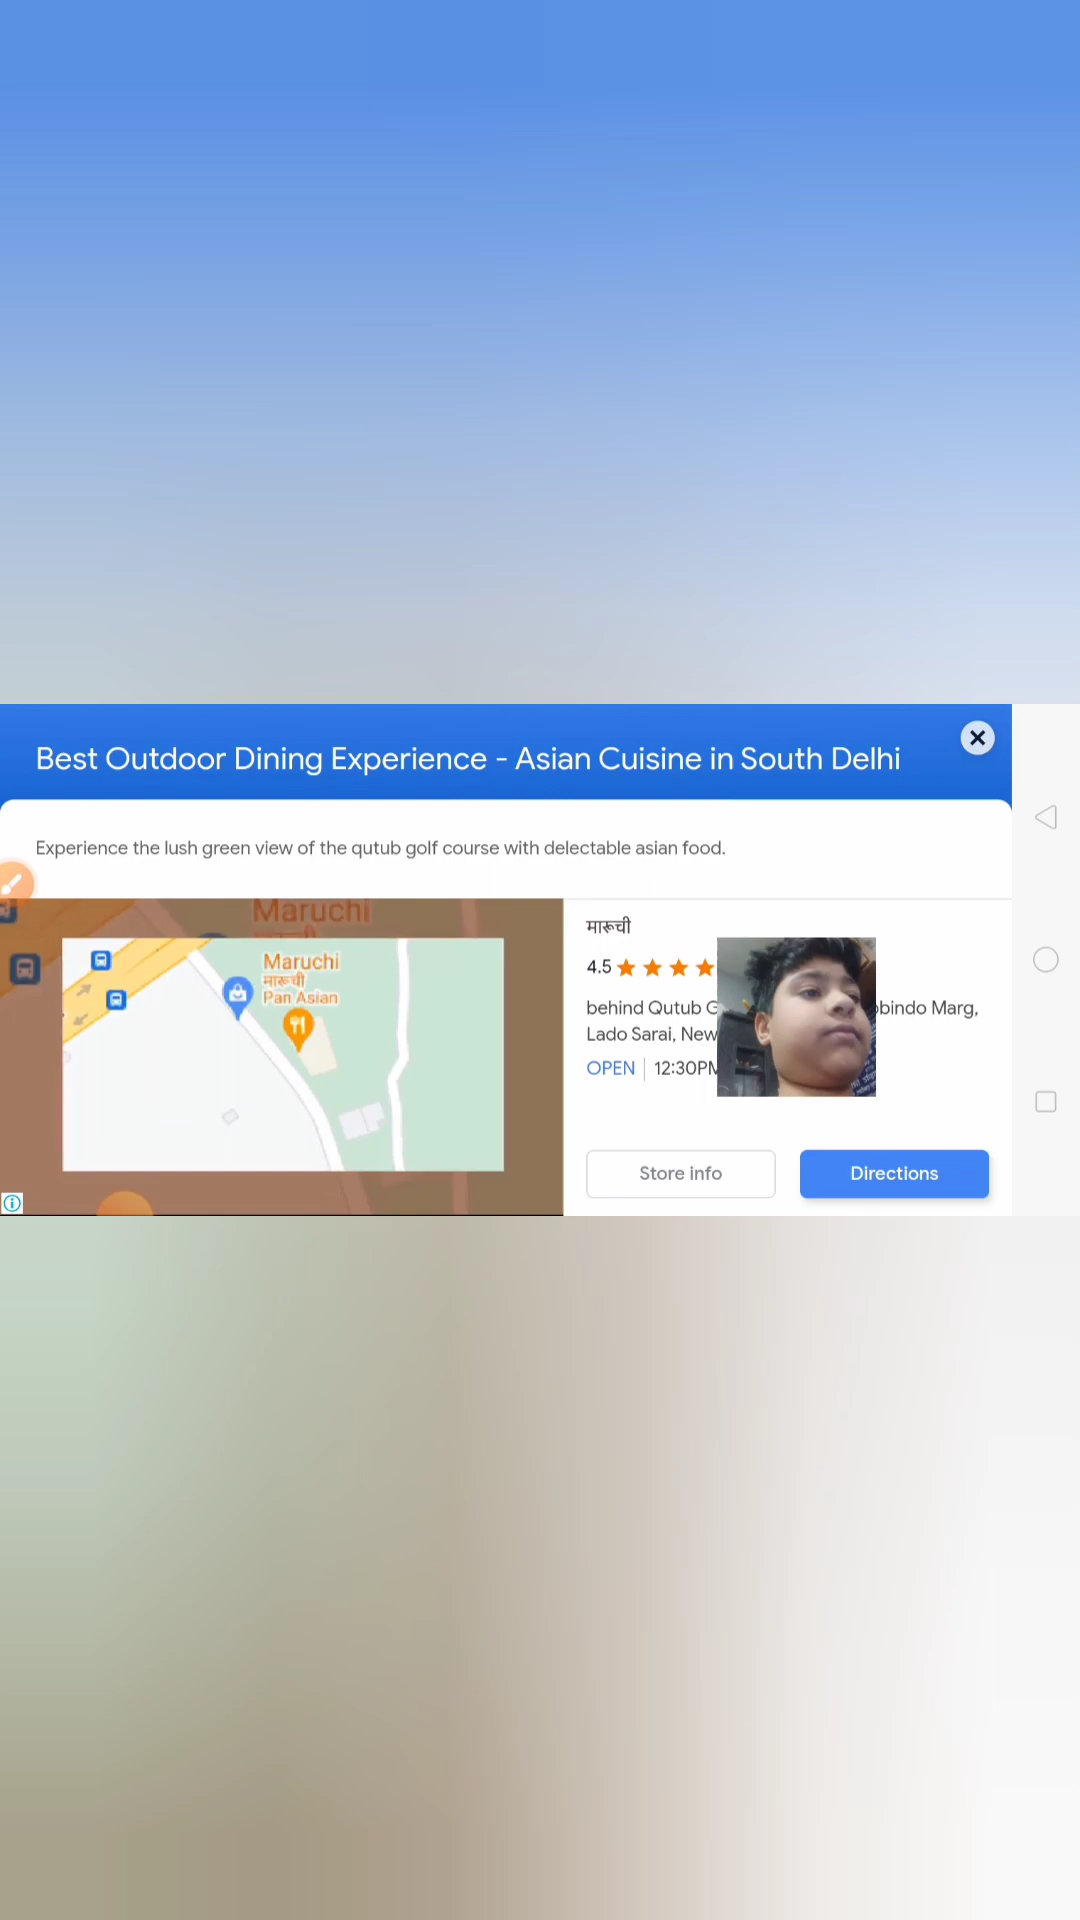 Best Outdoor Dining Experience - Asian Cuisine in South Delhi
Experience the lush green view of the qutub golf course with delectable asian food.
Maruchi
Maruchi
मारूची
Pan Asian
मारूची
4.5
behind Qutub Marg,
Lado Sarai, New
OPEN 12:30PM
Store info
Directions